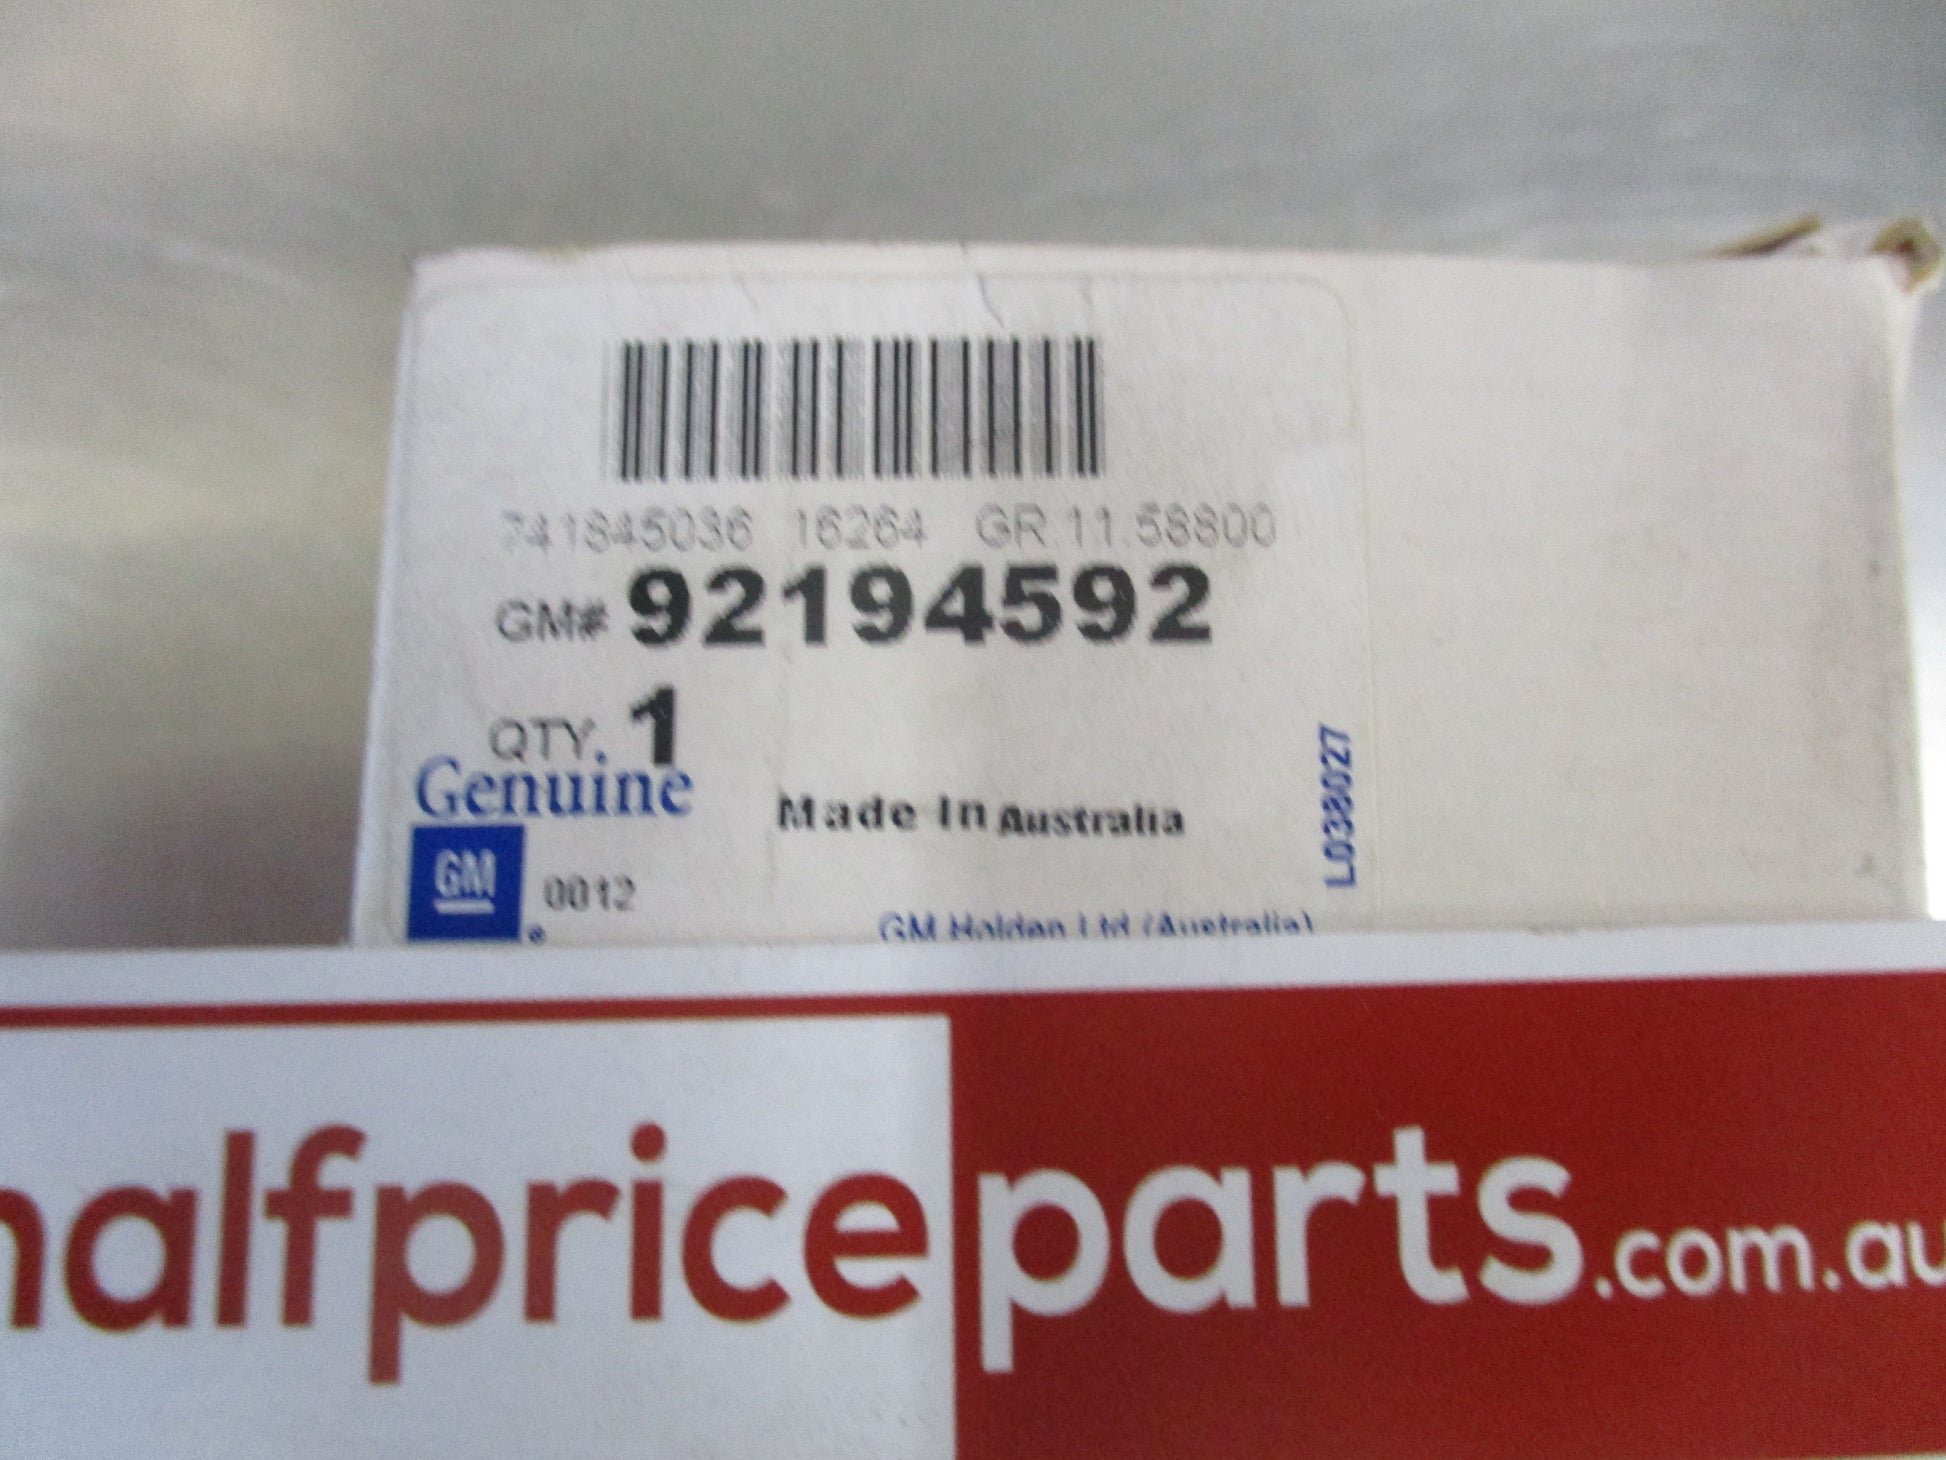 741845036 16264 GR.11.58800
GM# 92194592
QTY. 1
Genuine
Made In Australia
L038027
GM
0012
GM Holden Ltd (Australia)
halfpriceparts.com.au